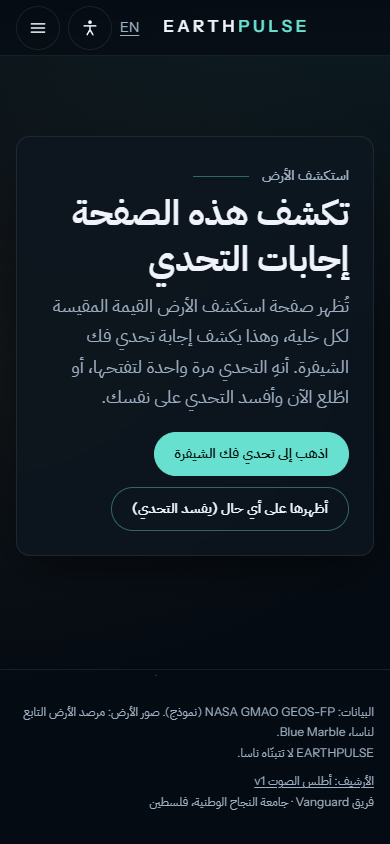 EN
EARTHPULSE
استكشف الأرض
تكشف هذه الصفحة
إجابات التحدي
تُظهر صفحة استكشف الأرض القيمة المقيسة
لكل خلية، وهذا يكشف إجابة تحدي فك
الشيفرة. أنهِ التحدي مرة واحدة لتفتحها، أو
اطّلع الآن وأفسد التحدي على نفسك.
اذهب إلى تحدي فك الشيفرة
أظهرها على أي حال (يفسد التحدي)
البيانات: NASA GMAO GEOS-FP (نموذج). صور الأرض: مرصد الأرض التابع
لناسا، Blue Marble.
EARTHPULSE لا تتبنّاه ناسا.
الأرشيف: أطلس الصوت v1
فريق Vanguard · جامعة النجاح الوطنية، فلسطين